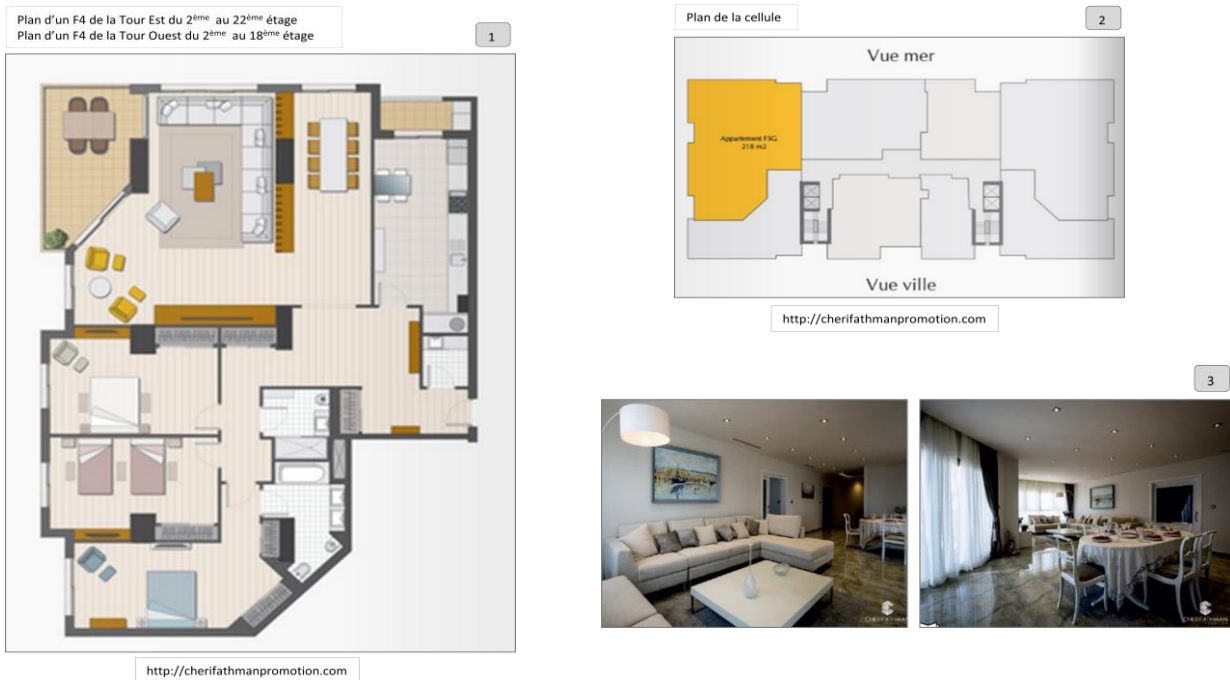 Plan d'un F4 de la Tour Est du 2ème au 22ème étage
Plan d'un F4 de la Tour Ouest du 2ème au 18ème étage
1
http://cherifathmanpromotion.com
Plan de la cellule
2
Vue mer
Appartement F5G
218 m2
Vue ville
http://cherifathmanpromotion.com
3
CHERIFATHMAN
CHERIFATHMAN